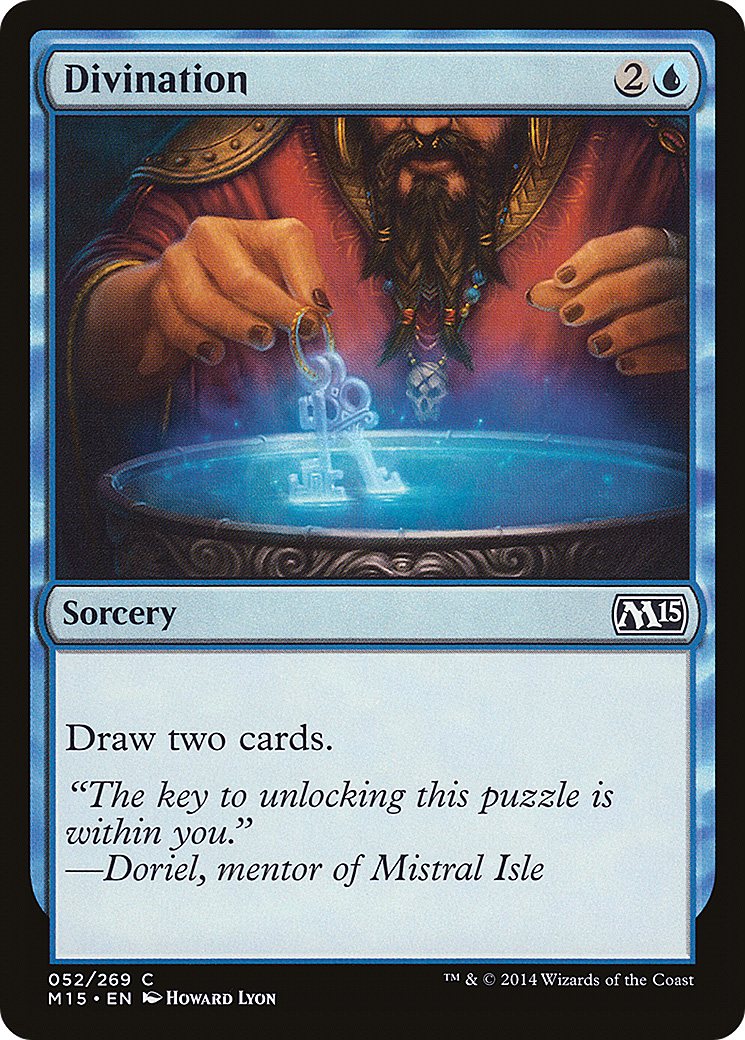 Divination 2
Sorcery M15
Draw two cards.
“The key to unlocking this puzzle is
within you.”
—Doriel, mentor of Mistral Isle
052/269 C ™ & © 2014 Wizards of the Coast
M15 • EN Howard Lyon